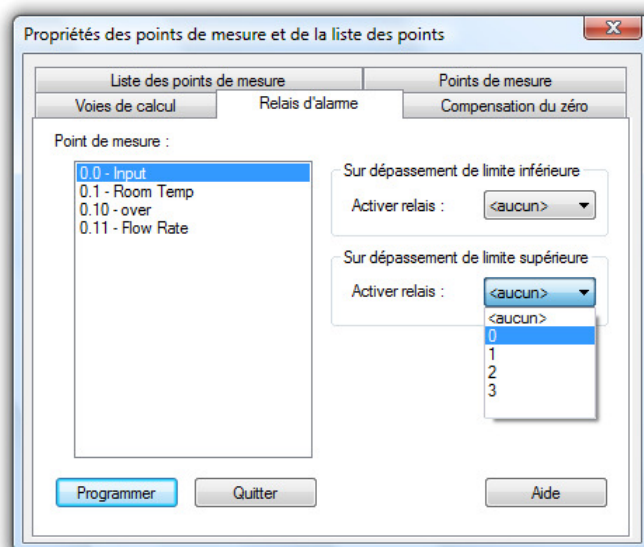 Propriétés des points de mesure et de la liste des points
Liste des points de mesure
Points de mesure
Voies de calcul
Relais d'alarme
Compensation du zéro
Point de mesure :
0.0 - Input
0.1 - Room Temp
0.10 - over
0.11 - Flow Rate
Sur dépassement de limite inférieure
Activer relais :
<aucun>
Sur dépassement de limite supérieure
Activer relais :
<aucun>
<aucun>
0
1
2
3
Programmer
Quitter
Aide